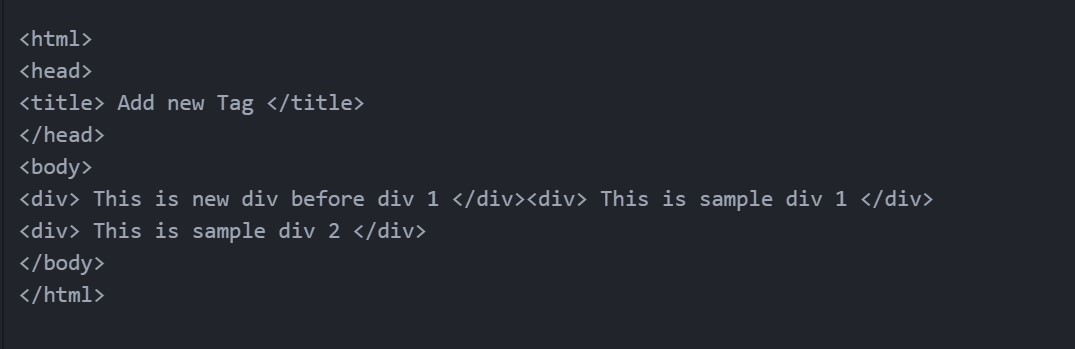 <html>
<head>
<title> Add new Tag </title>
</head>
<body>
<div> This is new div before div 1 </div><div> This is sample div 1 </div>
<div> This is sample div 2 </div>
</body>
</html>